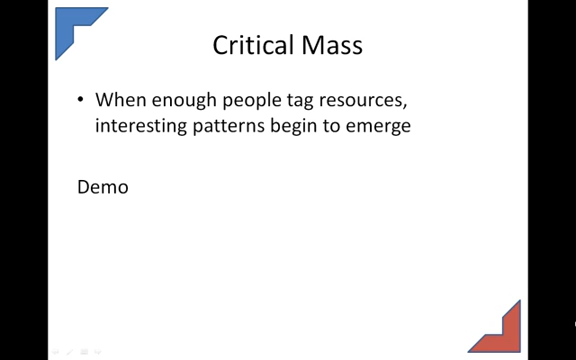 Critical Mass
• When enough people tag resources,
interesting patterns begin to emerge
Demo